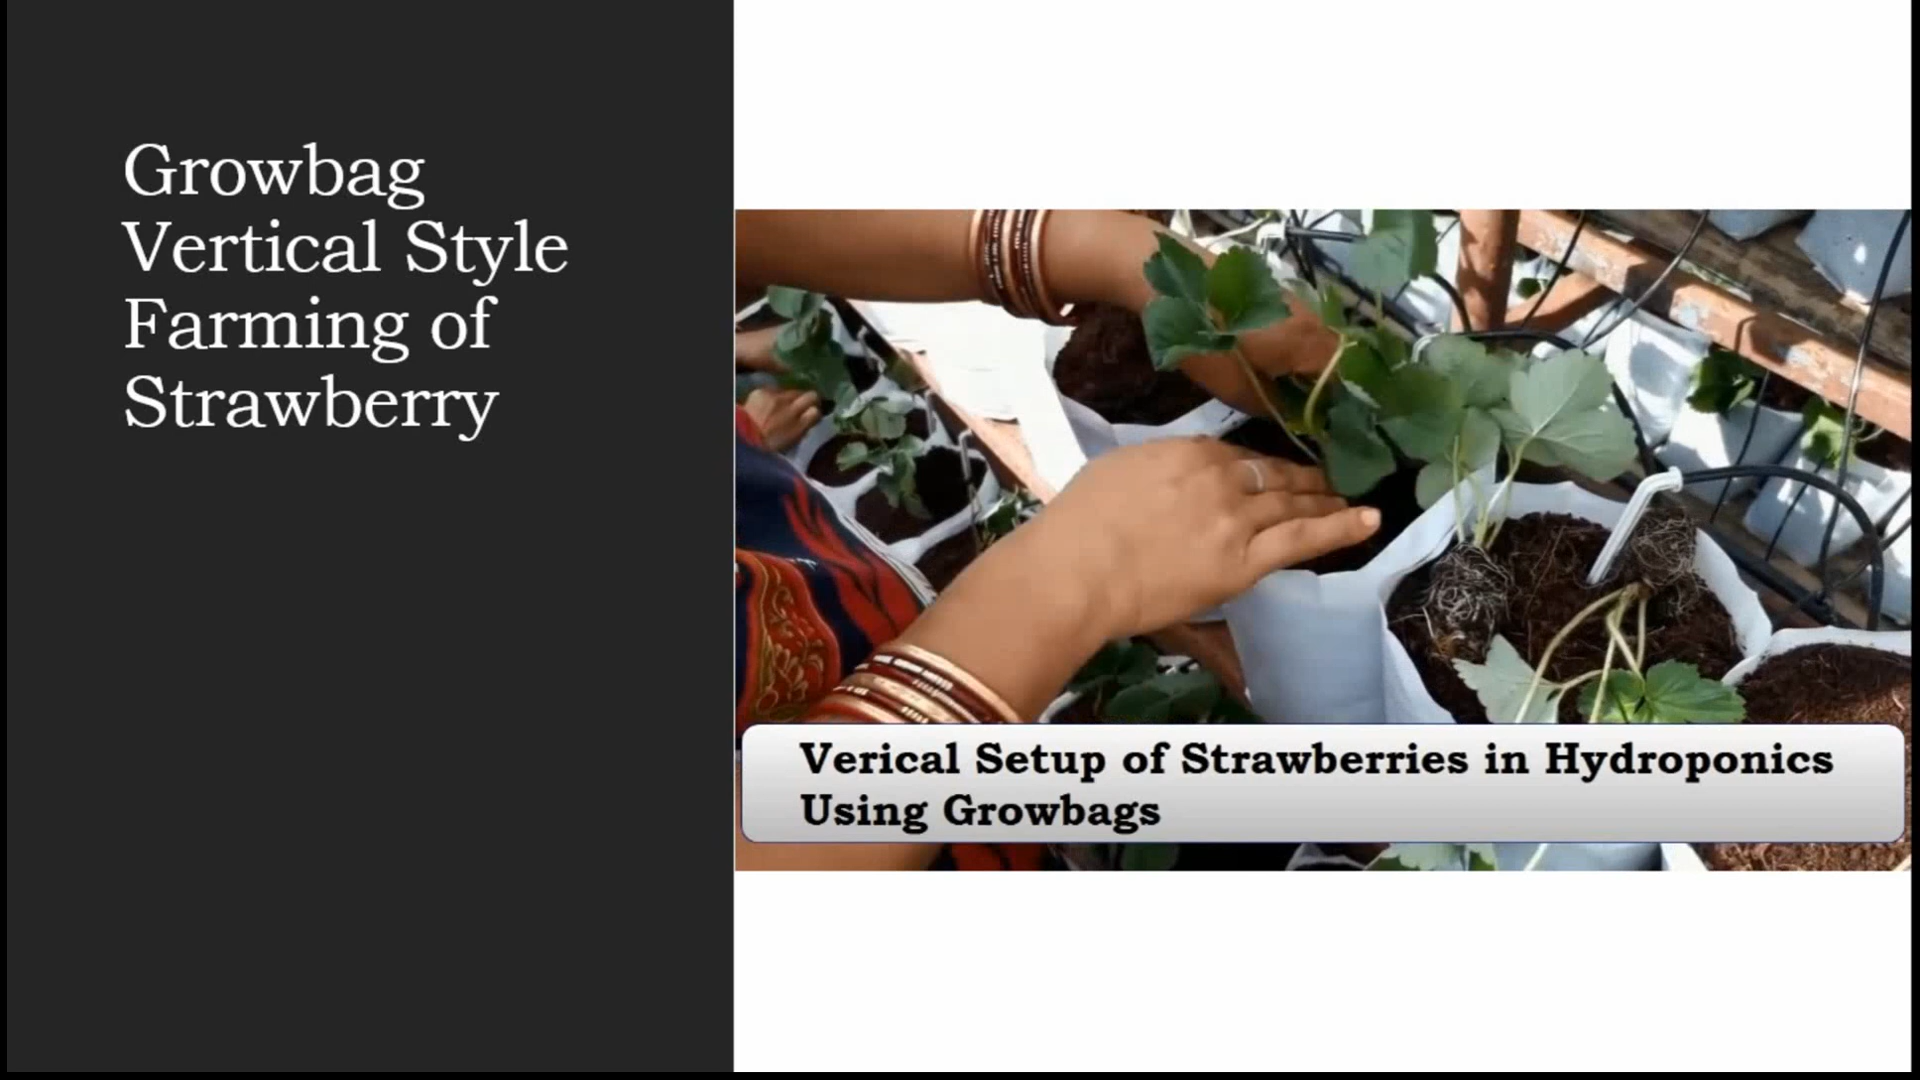 Growbag
Vertical Style
Farming of
Strawberry
Verical Setup of Strawberries in Hydroponics
Using Growbags